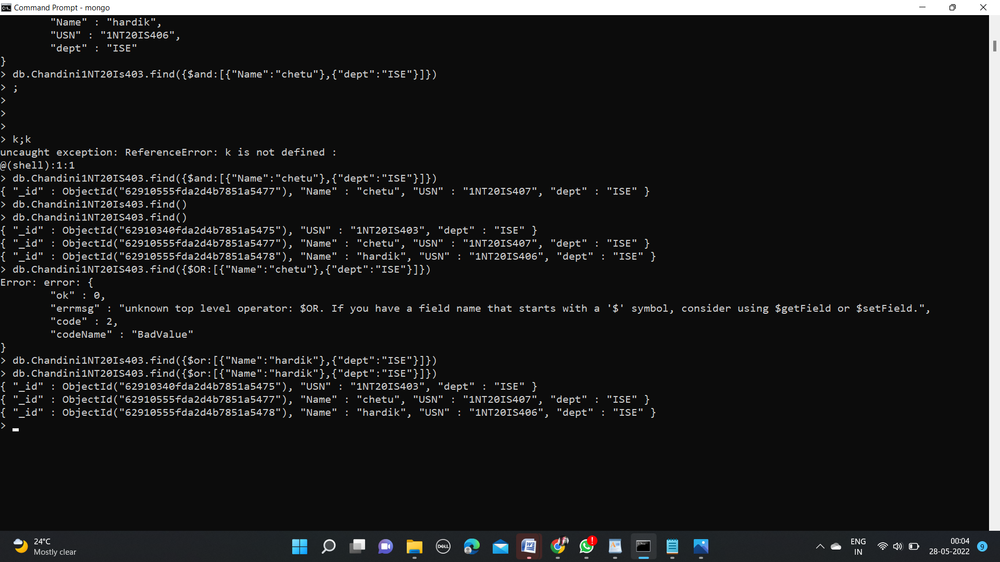 Command Prompt - mongo
"Name" : "hardik",
"USN" : "1NT20IS406",
"dept" : "ISE"
}
> db.Chandini1NT20Is403.find({$and:[{"Name":"chetu"},{"dept":"ISE"}]})
> ;
>
>
>
> k;k
uncaught exception: ReferenceError: k is not defined :
@(shell):1:1
> db.Chandini1NT20IS403.find({$and:[{"Name":"chetu"},{"dept":"ISE"}]})
{ "_id" : ObjectId("62910555fda2d4b7851a5477"), "Name" : "chetu", "USN" : "1NT20IS407", "dept" : "ISE" }
> db.Chandini1NT20Is403.find()
> db.Chandini1NT20IS403.find()
{ "_id" : ObjectId("62910340fda2d4b7851a5475"), "USN" : "1NT20IS403", "dept" : "ISE" }
{ "_id" : ObjectId("62910555fda2d4b7851a5477"), "Name" : "chetu", "USN" : "1NT20IS407", "dept" : "ISE" }
{ "_id" : ObjectId("62910555fda2d4b7851a5478"), "Name" : "hardik", "USN" : "1NT20IS406", "dept" : "ISE" }
> db.Chandini1NT20IS403.find({$OR:[{"Name":"chetu"},{"dept":"ISE"}]})
Error: error: {
"ok" : 0,
"errmsg" : "unknown top level operator: $OR. If you have a field name that starts with a '$' symbol, consider using $getField or $setField.",
"code" : 2,
"codeName" : "BadValue"
}
> db.Chandini1NT20Is403.find({$or:[{"Name":"hardik"},{"dept":"ISE"}]})
> db.Chandini1NT20IS403.find({$or:[{"Name":"hardik"},{"dept":"ISE"}]})
{ "_id" : ObjectId("62910340fda2d4b7851a5475"), "USN" : "1NT20IS403", "dept" : "ISE" }
{ "_id" : ObjectId("62910555fda2d4b7851a5477"), "Name" : "chetu", "USN" : "1NT20IS407", "dept" : "ISE" }
{ "_id" : ObjectId("62910555fda2d4b7851a5478"), "Name" : "hardik", "USN" : "1NT20IS406", "dept" : "ISE" }
>
24°C
Mostly clear
DELL
ENG
IN
00:04
28-05-2022
9